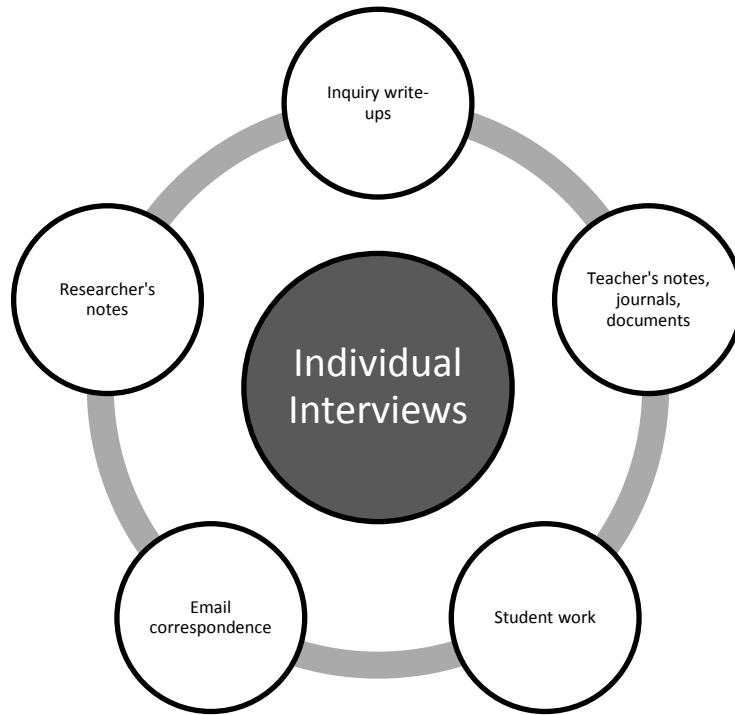 Inquiry write-
ups
Teacher's notes,
journals,
documents
Student work
Email
correspondence
Researcher's
notes
Individual
Interviews